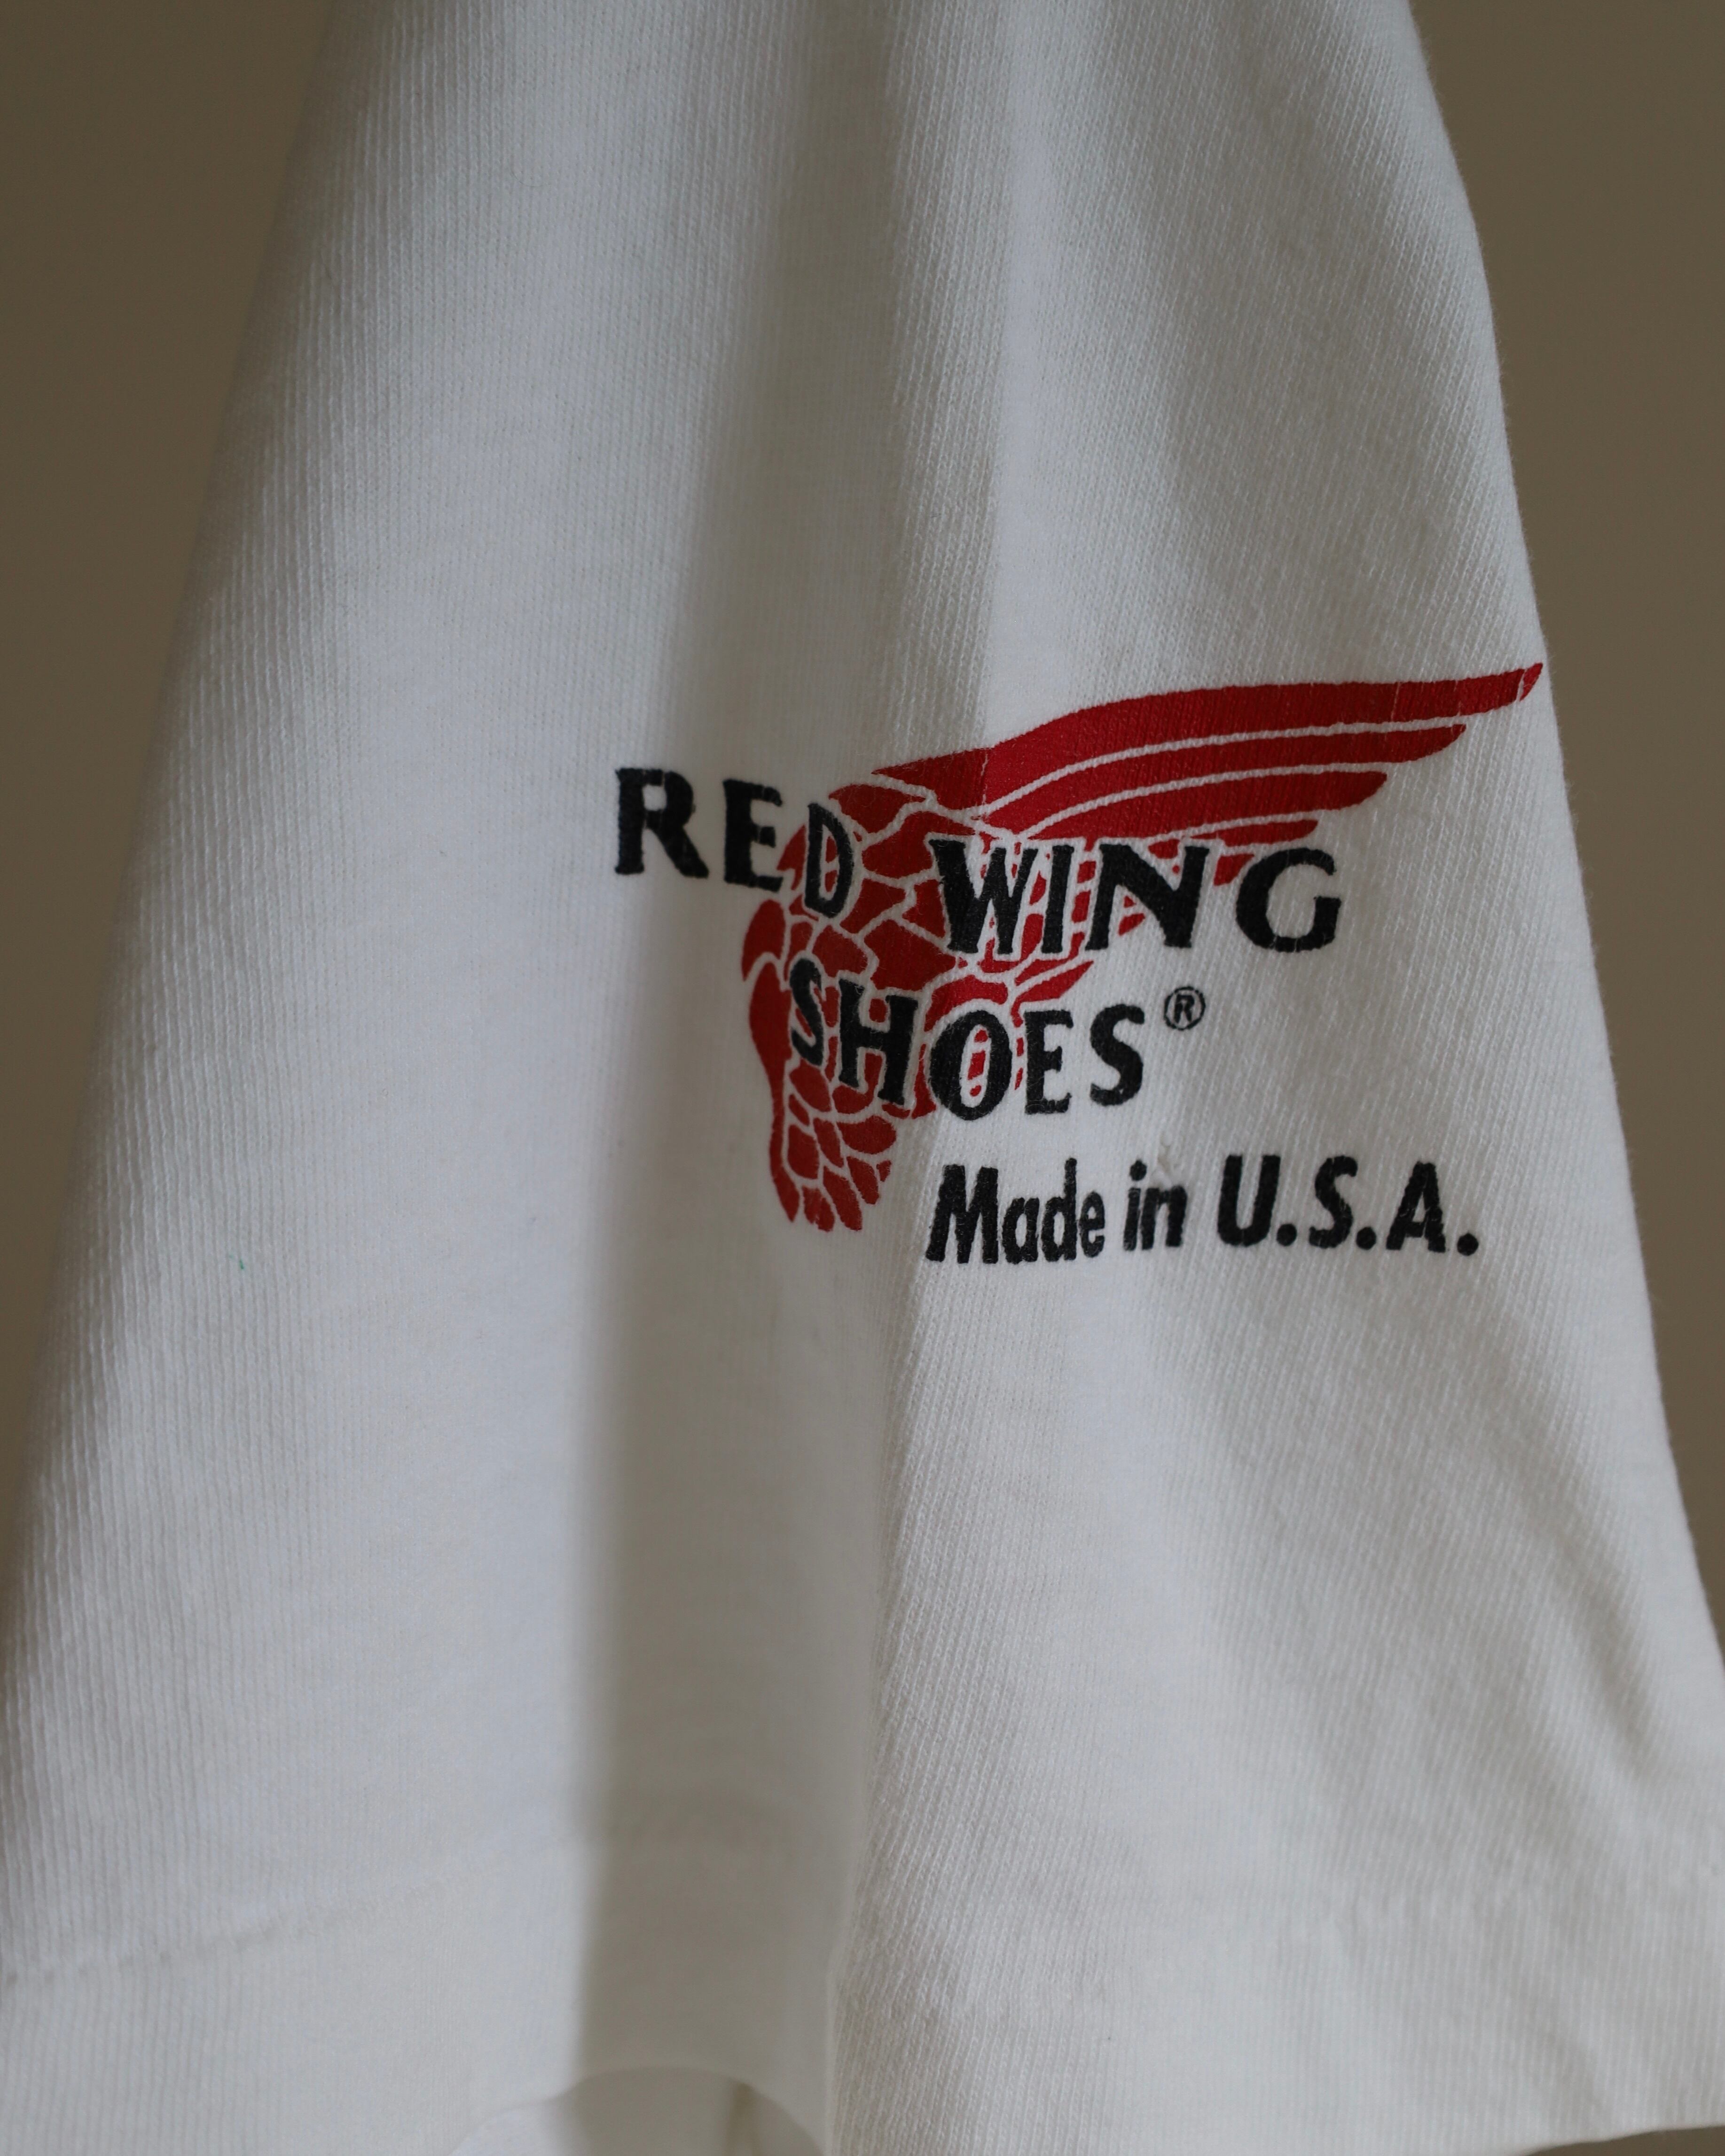 RED WING
SHOES®
Made in U.S.A.